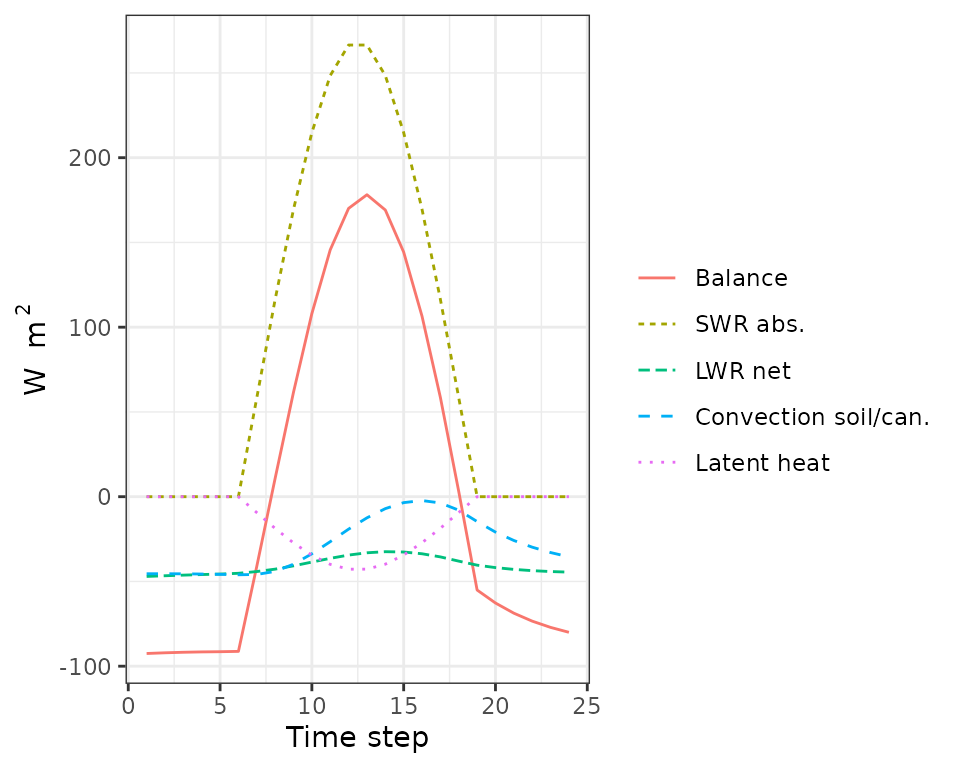 W m 2
200
100
0
-100
0 5 10 15 20 25
Time step
Balance
SWR abs.
LWR net
Convection soil/can.
Latent heat